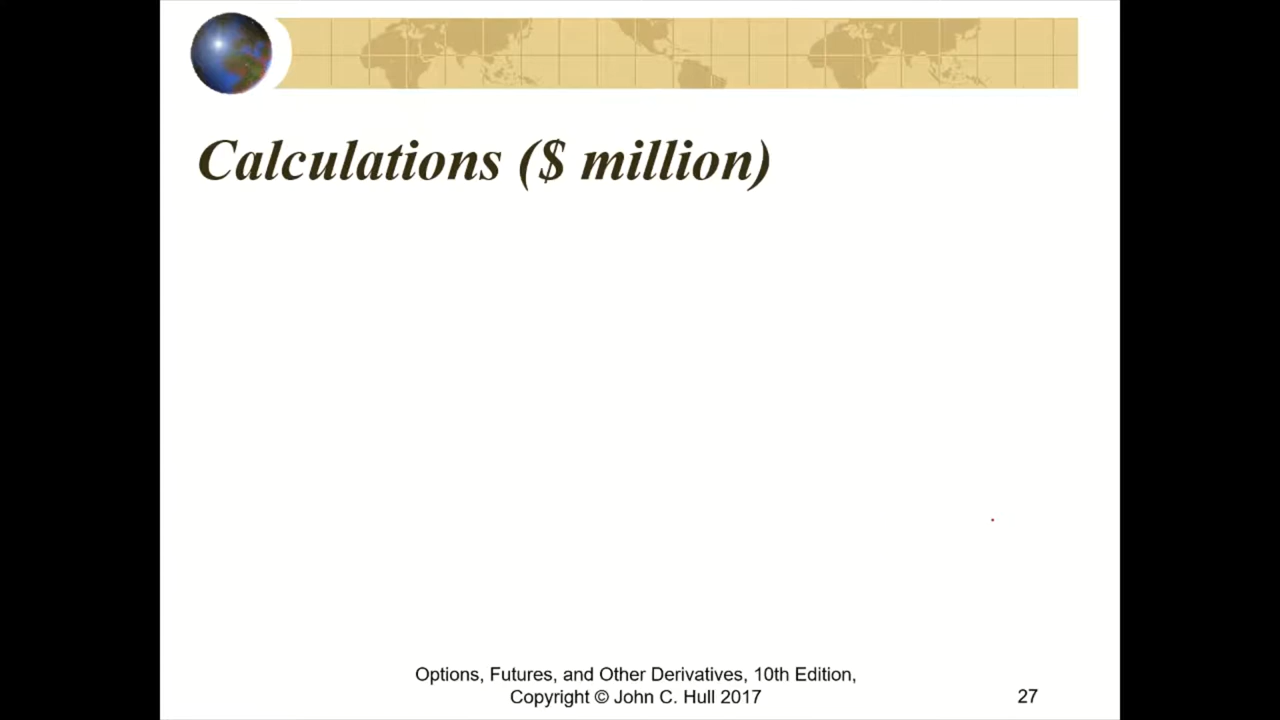 Calculations ($ million)
Options, Futures, and Other Derivatives, 10th Edition,
Copyright © John C. Hull 2017
27